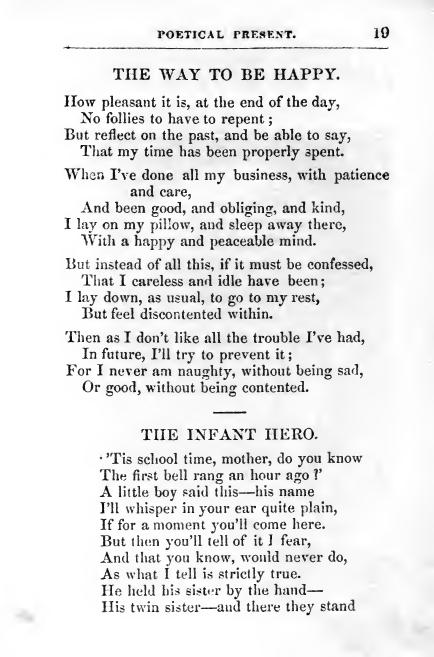 POETICAL PRESENT. 19
THE WAY TO BE HAPPY.
How pleasant it is, at the end of the day,
No follies to have to repent;
But reflect on the past, and be able to say,
That my time has been properly spent.
When I've done all my business, with patience
and care,
And been good, and obliging, and kind,
I lay on my pillow, and sleep away there,
With a happy and peaceable mind.
But instead of all this, if it must be confessed,
That I careless and idle have been;
I lay down, as usual, to go to my rest,
But feel discontented within.
Then as I don't like all the trouble I've had,
In future, I'll try to prevent it;
For I never am naughty, without being sad,
Or good, without being contented.
THE INFANT HERO.
'’Tis school time, mother, do you know
The first bell rang an hour ago?'
A little boy said this—his name
I'll whisper in your ear quite plain,
If for a moment you'll come here.
But then you'll tell of it I fear,
And that you know, would never do,
As what I tell is strictly true.
He held his sister by the hand—
His twin sister—and there they stand